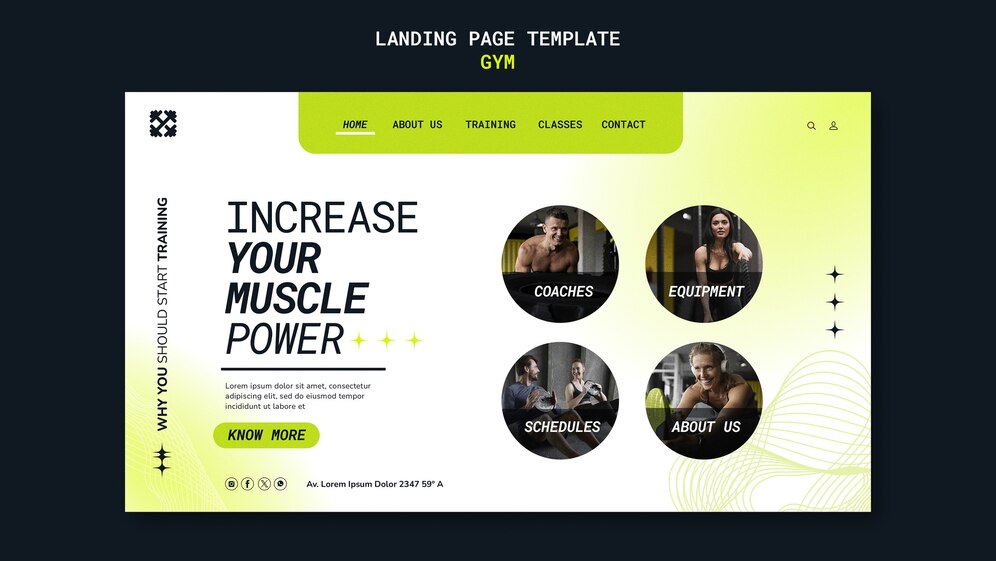 LANDING PAGE TEMPLATE
GYM
HOME ABOUT US TRAINING CLASSES CONTACT
WHY YOU SHOULD START TRAINING
INCREASE
YOUR
MUSCLE
POWER
Lorem ipsum dolor sit amet, consectetur
adipiscing elit, sed do eiusmod tempor
incididunt ut labore et
KNOW MORE
Av. Lorem Ipsum Dolor 2347 59° A
COACHES
EQUIPMENT
SCHEDULES
ABOUT US